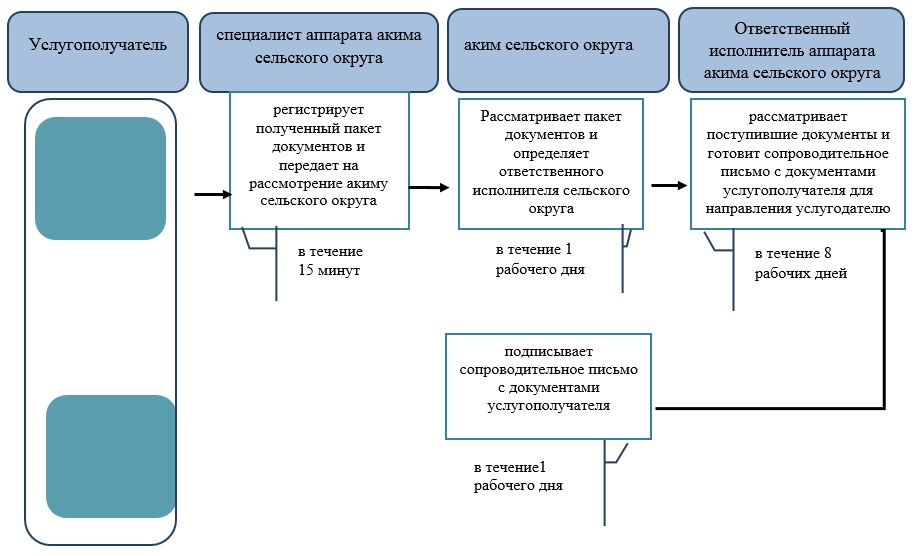 Услугополучатель
специалист аппарата акима
сельского округа
аким сельского округа
Ответственный
исполнитель аппарата
акима сельского округа
регистрирует
полученный пакет
документов и
передает на
рассмотрение акиму
сельского округа
Рассматривает пакет
документов и
определяет
ответственного
исполнителя сельского
округа
рассматривает
поступившие документы и
готовит сопроводительное
письмо с документами
услугополучателя для
направления услугодателю
в течение
15 минут
в течение 1
рабочего дня
в течение 8
рабочих дней
подписывает
сопроводительное письмо
с документами
услугополучателя
в течение1
рабочего дня